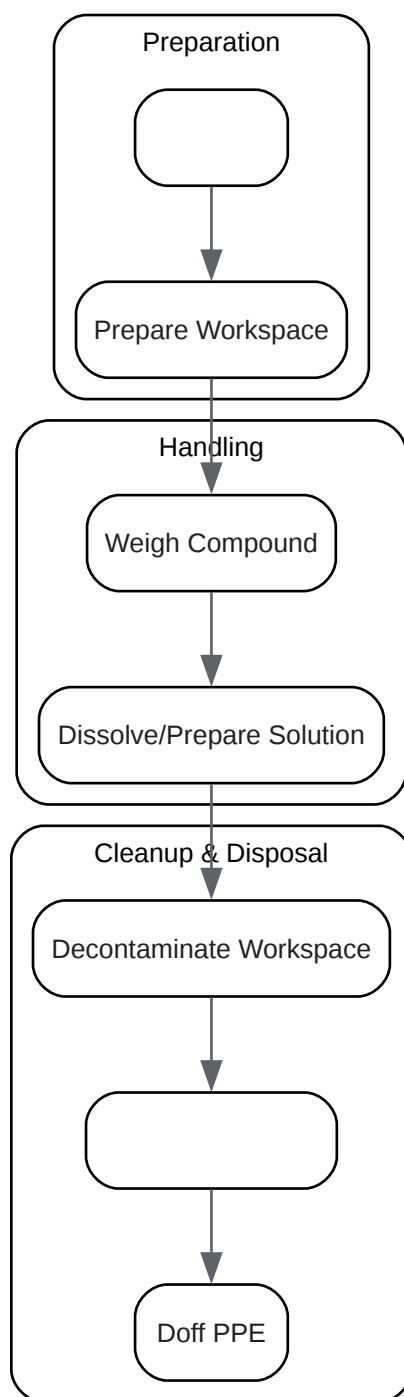 Preparation
Prepare Workspace
Handling
Weigh Compound
Dissolve/Prepare Solution
Cleanup & Disposal
Decontaminate Workspace
Doff PPE